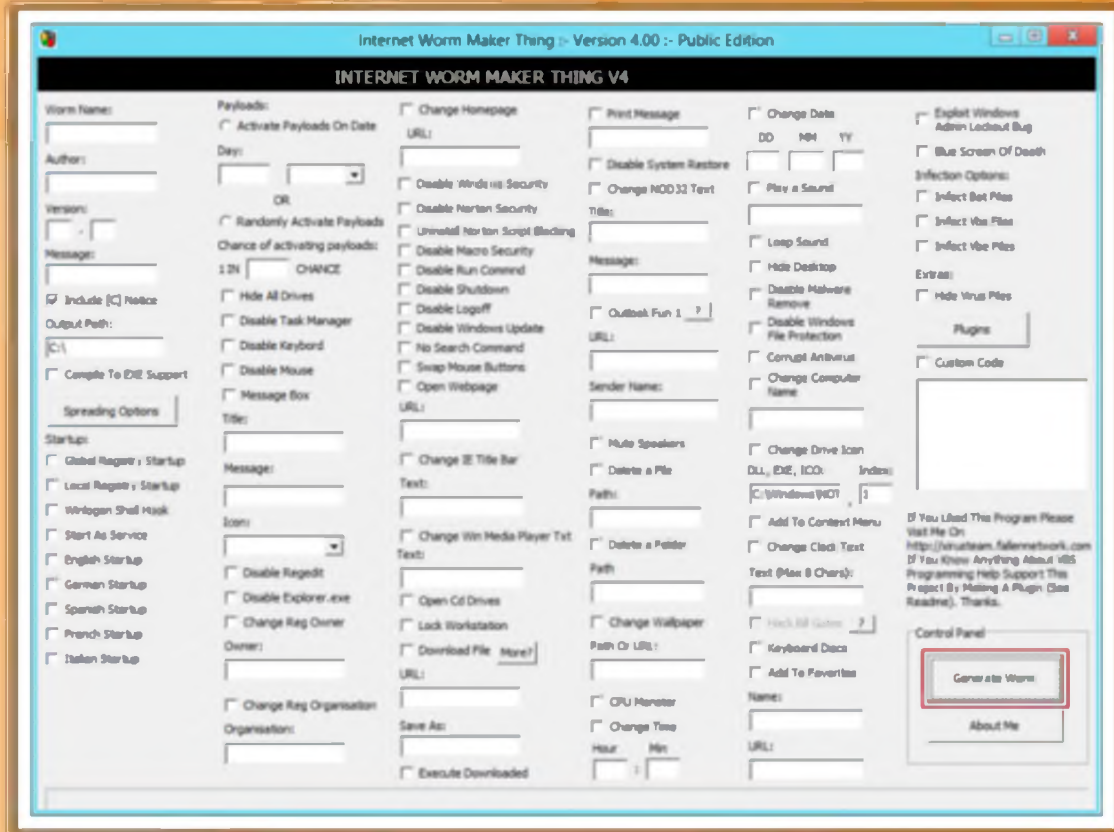 Internet Worm Maker Thing :- Version 4.00 :- Public Edition
INTERNET WORM MAKER THING V4
Worm Name:
Author:
Version:
Message:
Include [C] Notice
Output Path:
C:\
Compile To EXE Support
Spreading Options
Startup:
Global Registry Startup
Local Registry Startup
Winlogon Shell Hook
Start As Service
English Startup
German Startup
Spanish Startup
French Startup
Italian Startup
Payloads:
Activate Payloads On Date
Day:
OR
Randomly Activate Payloads
Chance of activating payloads:
1 IN CHANCE
Hide All Drives
Disable Task Manager
Disable Keybord
Disable Mouse
Message Box
Title:
Message:
Icon:
Disable Regedit
Disable Explorer.exe
Change Reg Owner
Owner:
Change Reg Organisation
Organisation:
Change Homepage
URL:
Disable Windows Security
Disable Norton Security
Uninstall Norton Script Blocking
Disable Macro Security
Disable Run Commnd
Disable Shutdown
Disable Logoff
Disable Windows Update
No Search Command
Swap Mouse Buttons
Open Webpage
URL:
Change IE Title Bar
Text:
Change Win Media Player Txt
Text:
Open Cd Drives
Lock Workstation
Download File More?
URL:
Save As:
Execute Downloaded
Print Message
Disable System Restore
Change NOD32 Text
Title:
Message:
Outlook Fun 1 ?
URL:
Sender Name:
Mute Speakers
Delete a File
Path:
Delete a Folder
Path
Change Wallpaper
Path Or URL:
CPU Monster
Change Time
Hour Min
:
Change Date
DD MM YY
Play a Sound
Loop Sound
Hide Desktop
Disable Malware
Remove
Disable Windows
File Protection
Corrupt Antivirus
Change Computer
Name
Change Drive Icon
DLL, EXE, ICO: Index:
C:\Windows\NOT , 1
Add To Context Menu
Change Clock Text
Text (Max 8 Chars):
Hack Bill Gates ?
Keyboard Disco
Add To Favorites
Name:
URL:
Exploit Windows
Admin Lockout Bug
Blue Screen Of Death
Infection Options:
Infect Bat Files
Infect Vbs Files
Infect Vbe Files
Extras:
Hide Virus Files
Plugins
Custom Code
If You Liked This Program Please
Visit Me On
http://virusteam.fallennetwork.com
If You Know Anything About VBS
Programming Help Support This
Project By Making A Plugin (See
Readme). Thanks.
Control Panel
Generate Worm
About Me